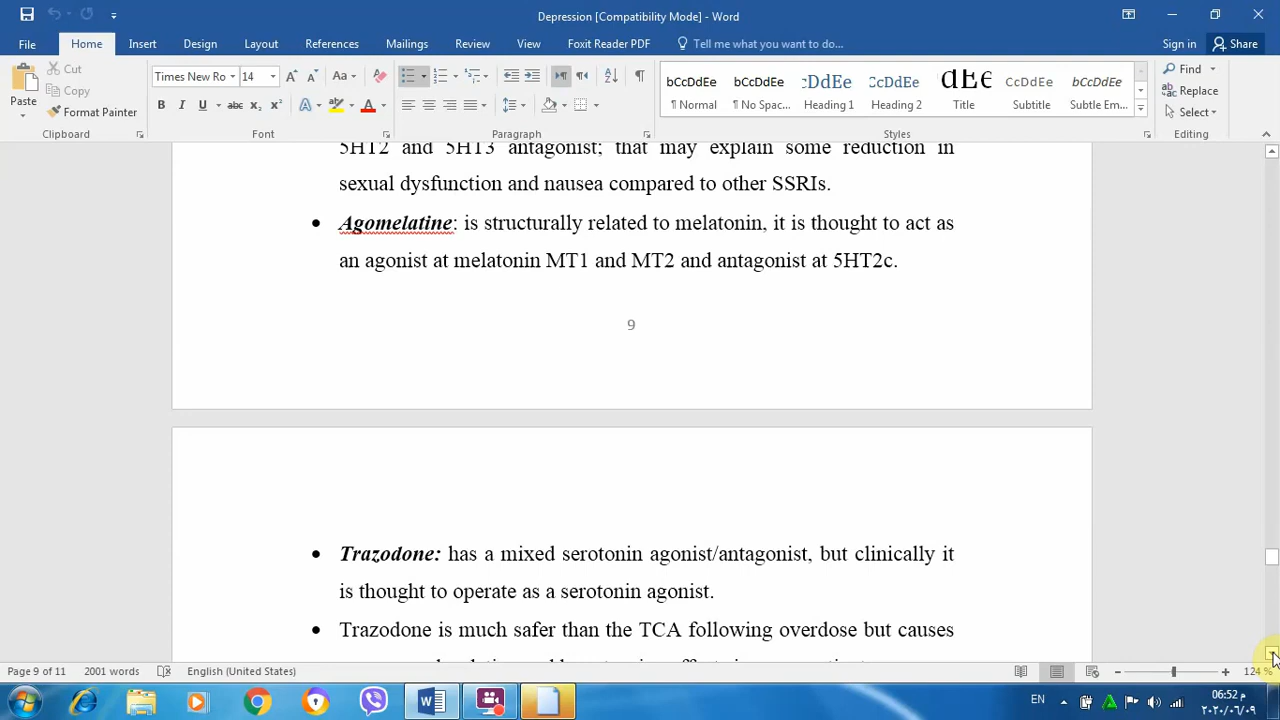 Depression [Compatibility Mode] - Word
File Home Insert Design Layout References Mailings Review View Foxit Reader PDF Tell me what you want to do... Sign in Share
Paste
Cut
Copy
Format Painter
Clipboard
Times New Ro 14
Font
Paragraph
bCcDdEe
¶ Normal
bCcDdEe
¶ No Spac...
CcDdEe
Heading 1
CcDdEe
Heading 2
dEe
Title
CcDdEe
Subtitle
bCcDdEe
Subtle Em...
Styles
Find
Replace
Select
Editing
5HT2 and 5HT3 antagonist; that may explain some reduction in
sexual dysfunction and nausea compared to other SSRIs.
• Agomelatine: is structurally related to melatonin, it is thought to act as
an agonist at melatonin MT1 and MT2 and antagonist at 5HT2c.
9
• Trazodone: has a mixed serotonin agonist/antagonist, but clinically it
is thought to operate as a serotonin agonist.
• Trazodone is much safer than the TCA following overdose but causes
Page 9 of 11 2001 words English (United States) 124 %
EN
06:52 م
٢٠٢٠/٠٦/٠٩